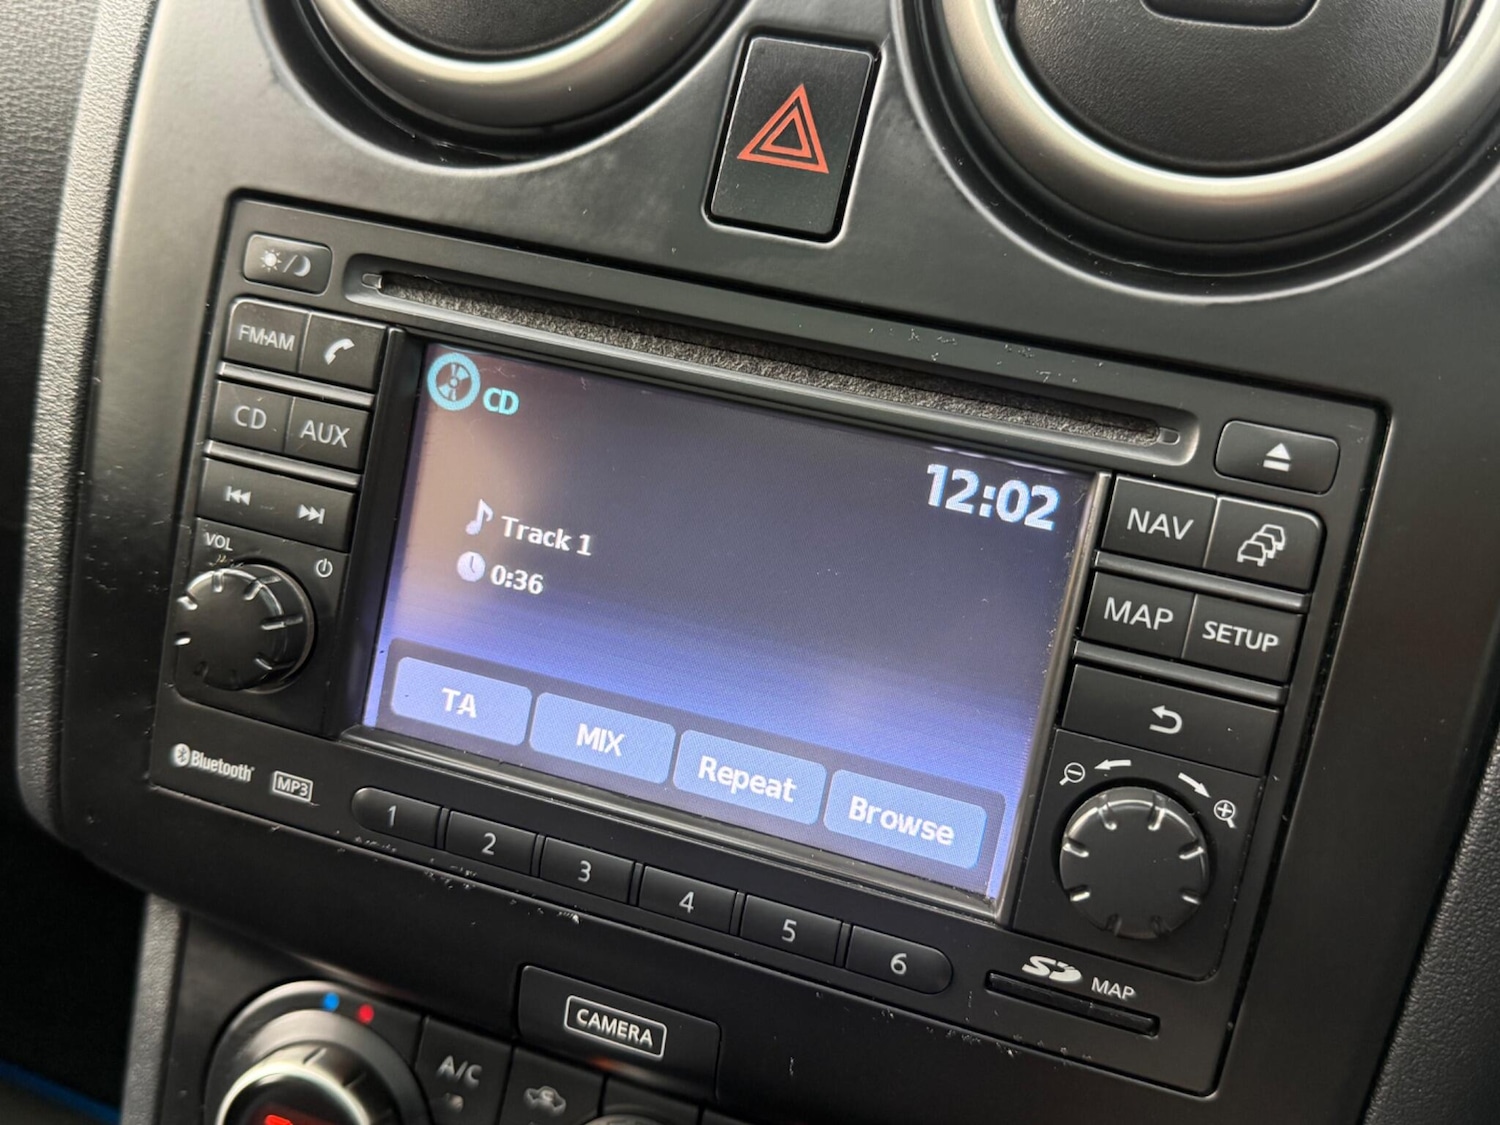 FM·AM
CD AUX
VOL
CD
12:02
Track 1
0:36
TA MIX Repeat Browse
NAV
MAP SETUP
Bluetooth MP3
1 2 3 4 5 6
SD MAP
CAMERA
A/C